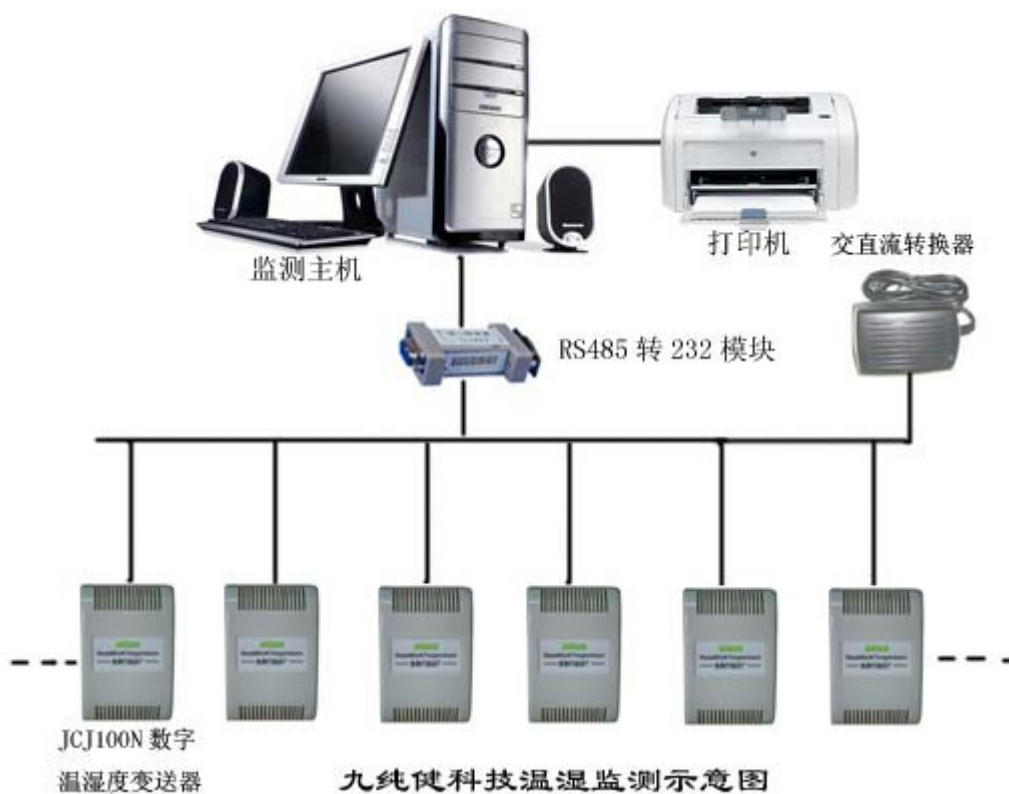 监测主机
打印机
交直流转换器
RS485 转 232 模块
JCJ100N 数字
温湿度变送器
九纯健科技温湿监测示意图